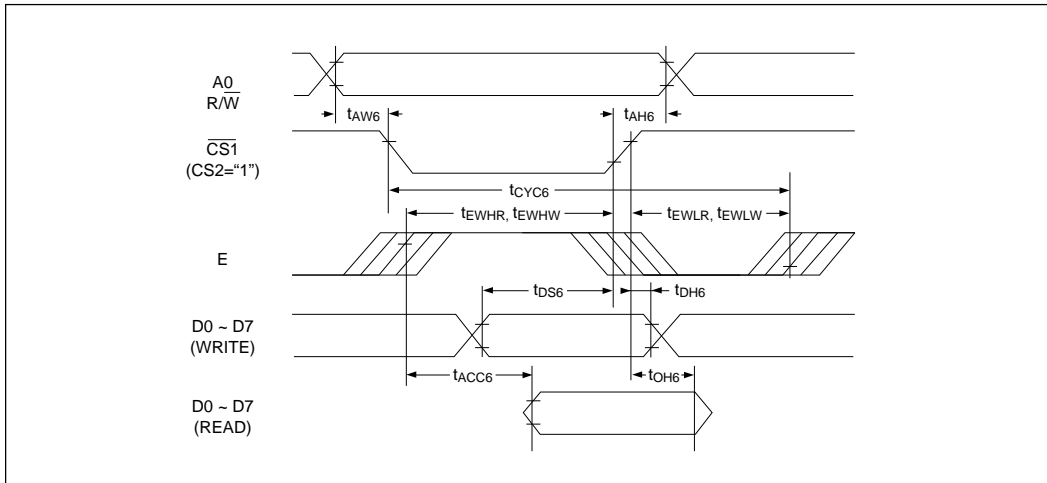 A0
R/W̅
tAW6
tAH6
C̅S̅1̅
(CS2=“1”)
tCYC6
tEWHR, tEWHW
tEWLR, tEWLW
E
tDS6
tDH6
D0 ~ D7
(WRITE)
tACC6
tOH6
D0 ~ D7
(READ)